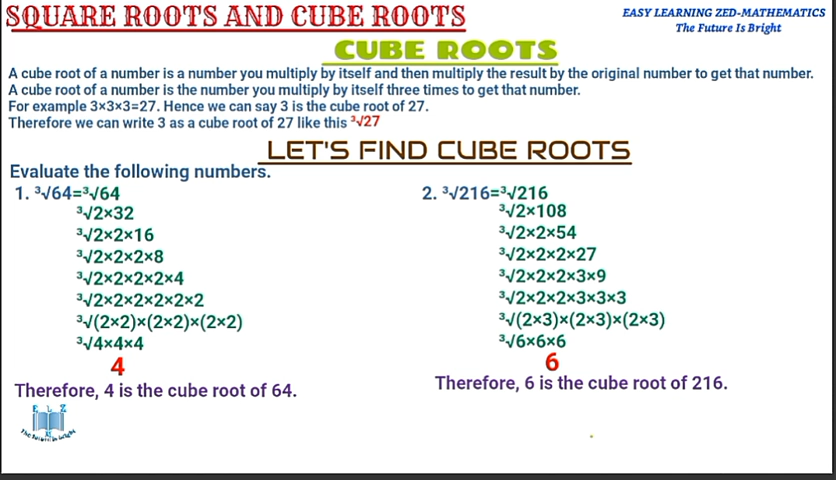 SQUARE ROOTS AND CUBE ROOTS
EASY LEARNING ZED-MATHEMATICS
The Future Is Bright
CUBE ROOTS
A cube root of a number is a number you multiply by itself and then multiply the result by the original number to get that number.
A cube root of a number is the number you multiply by itself three times to get that number.
For example 3×3×3=27. Hence we can say 3 is the cube root of 27.
Therefore we can write 3 as a cube root of 27 like this ³√27
LET'S FIND CUBE ROOTS
Evaluate the following numbers.
1. ³√64=³√64
³√2×32
³√2×2×16
³√2×2×2×8
³√2×2×2×2×4
³√2×2×2×2×2×2
³√(2×2)×(2×2)×(2×2)
³√4×4×4
4
Therefore, 4 is the cube root of 64.
2. ³√216=³√216
³√2×108
³√2×2×54
³√2×2×2×27
³√2×2×2×3×9
³√2×2×2×3×3×3
³√(2×3)×(2×3)×(2×3)
³√6×6×6
6
Therefore, 6 is the cube root of 216.
E L Z
The future is bright